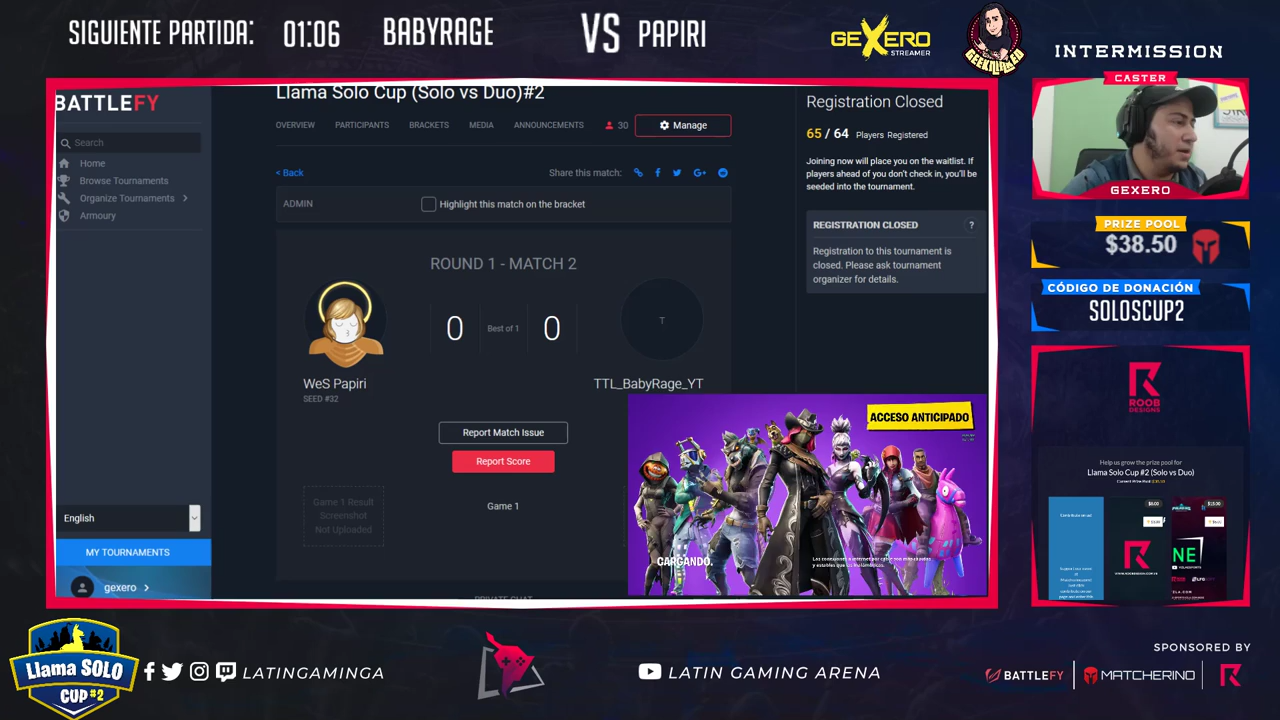 SIGUIENTE PARTIDA: 01:06 BABYRAGE VS PAPIRI
GEXERO
STREAMER
GEEKILLAMEO
INTERMISSION
BATTLEFY
Search
Home
Browse Tournaments
Organize Tournaments
Armoury
English
MY TOURNAMENTS
gexero
Llama Solo Cup (Solo vs Duo)#2
OVERVIEW PARTICIPANTS BRACKETS MEDIA ANNOUNCEMENTS 30 Manage
< Back Share this match:
ADMIN Highlight this match on the bracket
ROUND 1 - MATCH 2
0 Best of 1 0
T
WeS Papiri TTL_BabyRage_YT
SEED #32
Report Match Issue
Report Score
Game 1 Result
Screenshot
Not Uploaded
Game 1
PRIVATE CHAT
Registration Closed
65 / 64 Players Registered
Joining now will place you on the waitlist. If
players ahead of you don't check in, you'll be
seeded into the tournament.
REGISTRATION CLOSED ?
Registration to this tournament is
closed. Please ask tournament
organizer for details.
ACCESO ANTICIPADO
CARGANDO.
CASTER
GEXERO
PRIZE POOL
$38.50
CÓDIGO DE DONACIÓN
SOLOSCUP2
ROOB
DESIGNS
Help us grow the prize pool for
Llama Solo Cup #2 (Solo vs Duo)
Llama SOLO
CUP #2
LATINGAMINGA
LATIN GAMING ARENA
SPONSORED BY
BATTLEFY
MATCHERINO